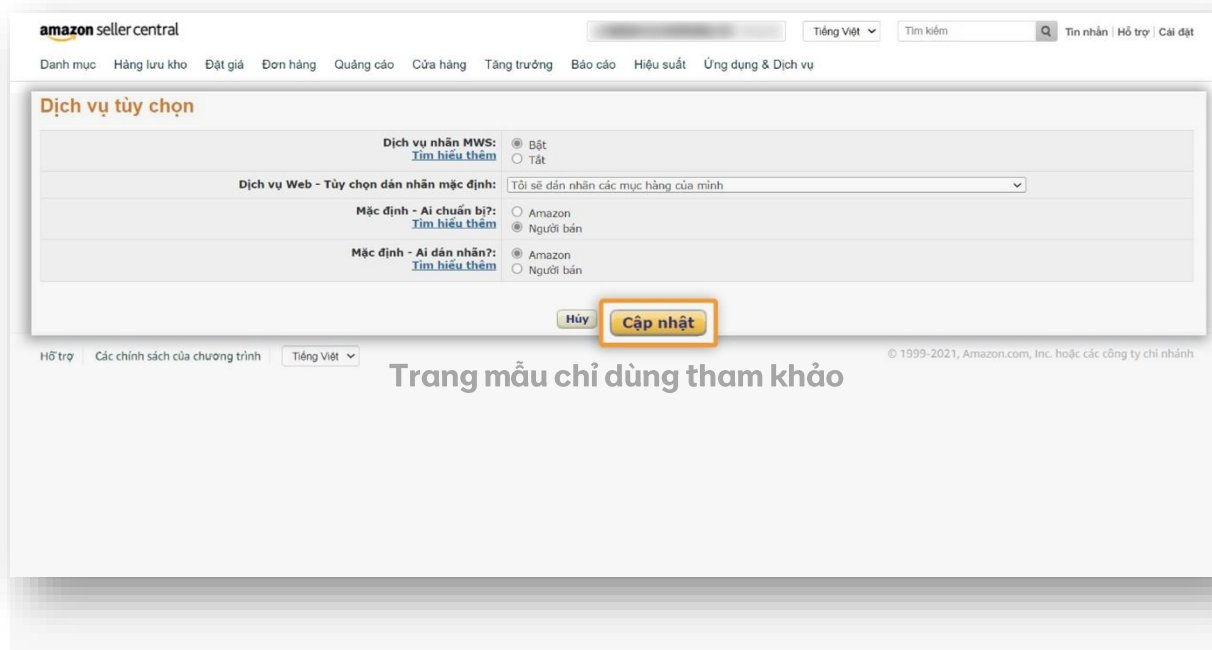 amazon seller central
Tiếng Việt
Tìm kiếm
Tin nhắn | Hỗ trợ | Cài đặt
Danh mục Hàng lưu kho Đặt giá Đơn hàng Quảng cáo Cửa hàng Tăng trưởng Báo cáo Hiệu suất Ứng dụng & Dịch vụ
Dịch vụ tùy chọn
Dịch vụ nhãn MWS:
Tìm hiểu thêm
Bật
Tắt
Dịch vụ Web - Tùy chọn dán nhãn mặc định:
Tôi sẽ dán nhãn các mục hàng của mình
Mặc định - Ai chuẩn bị?:
Tìm hiểu thêm
Amazon
Người bán
Mặc định - Ai dán nhãn?:
Tìm hiểu thêm
Amazon
Người bán
Hủy
Cập nhật
Hỗ trợ Các chính sách của chương trình Tiếng Việt
© 1999-2021, Amazon.com, Inc. hoặc các công ty chi nhánh
Trang mẫu chỉ dùng tham khảo